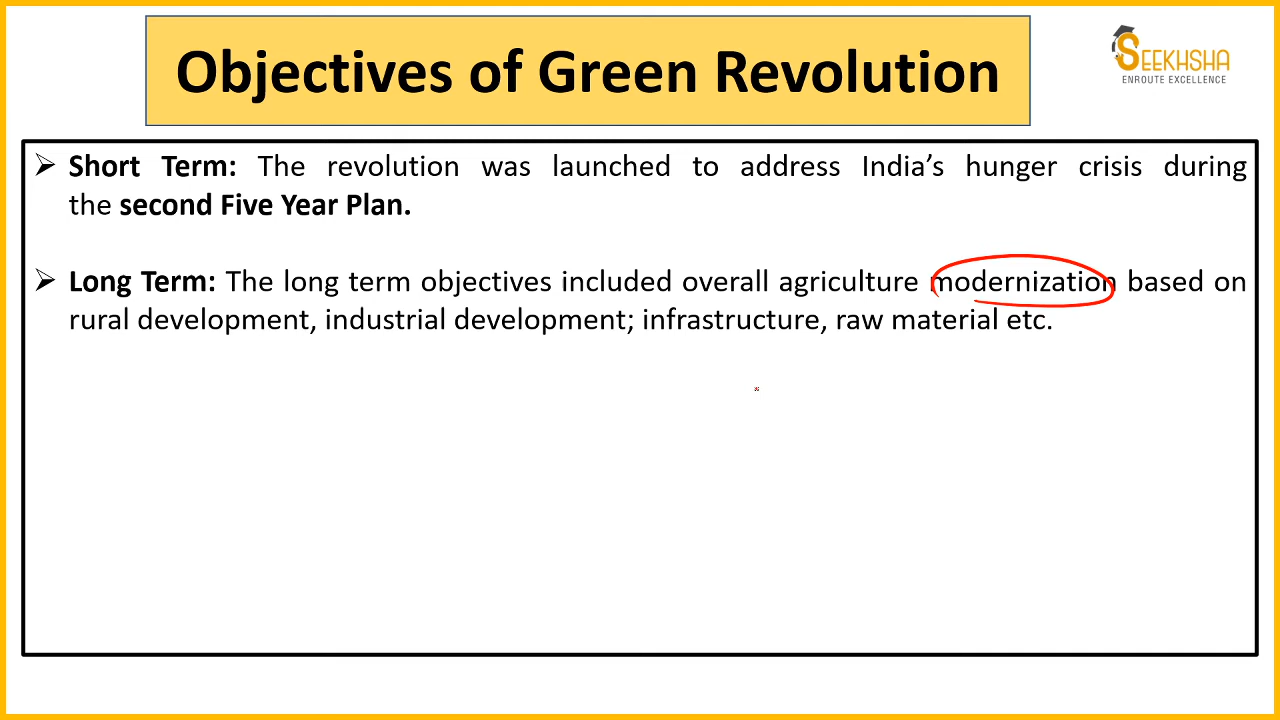 Objectives of Green Revolution
SEEKHSHA
ENROUTE EXCELLENCE
➢ Short Term: The revolution was launched to address India’s hunger crisis during
the second Five Year Plan.
➢ Long Term: The long term objectives included overall agriculture modernization based on
rural development, industrial development; infrastructure, raw material etc.